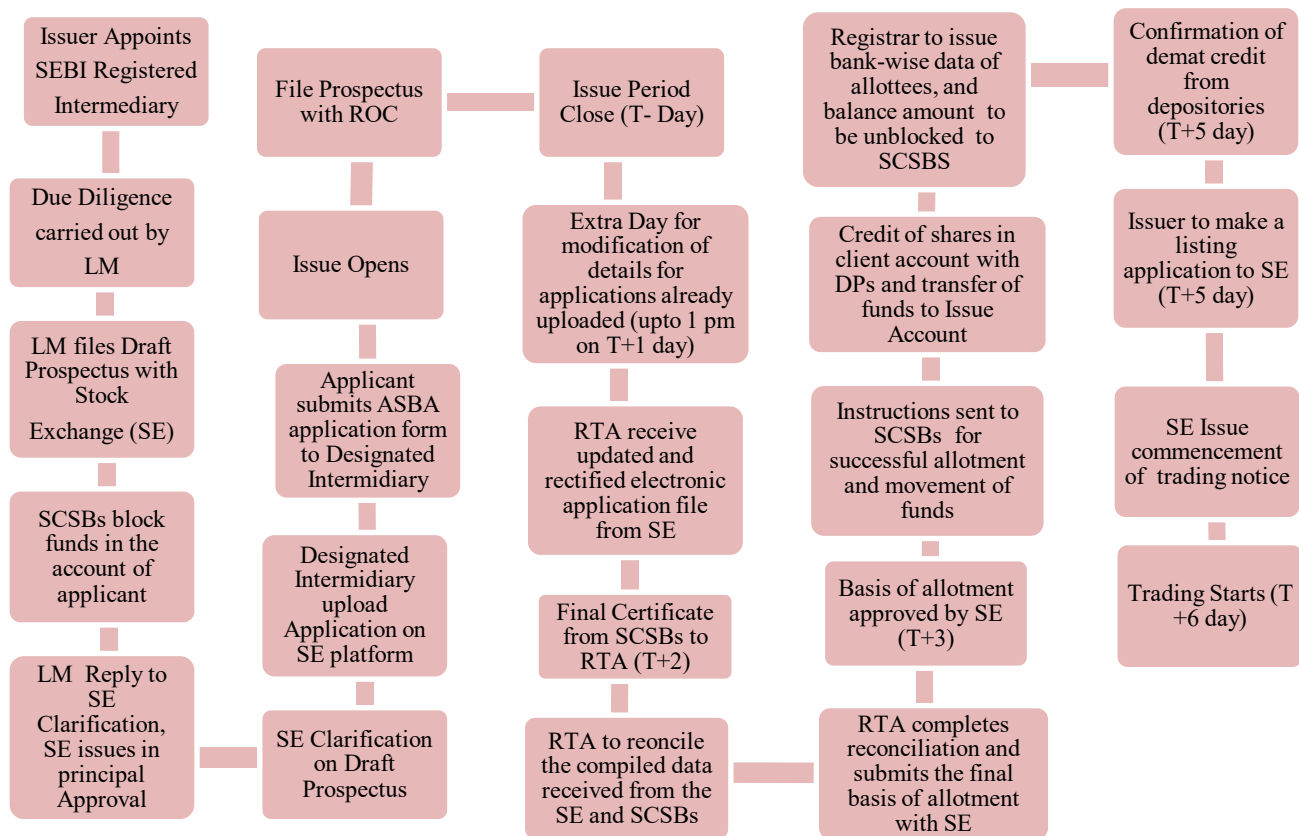 Issuer Appoints
SEBI Registered
Intermediary
Due Diligence
carried out by
LM
LM files Draft
Prospectus with
Stock
Exchange (SE)
SCSBs block
funds in the
account of
applicant
LM Reply to
SE
Clarification,
SE issues in
principal
Approval
SE Clarification
on Draft
Prospectus
Designated
Intermidiary
upload
Application on
SE platform
Applicant
submits ASBA
application form
to Designated
Intermidiary
Issue Opens
File Prospectus
with ROC
Issue Period
Close (T- Day)
Extra Day for
modification of
details for
applications already
uploaded (upto 1 pm
on T+1 day)
RTA receive
updated and
rectified electronic
application file
from SE
Final Certificate
from SCSBs to
RTA (T+2)
RTA to reconcile
the compiled data
received from the
SE and SCSBs
RTA completes
reconciliation and
submits the final
basis of allotment
with SE
Basis of allotment
approved by SE
(T+3)
Instructions sent to
SCSBs for
successful allotment
and movement of
funds
Credit of shares in
client account with
DPs and transfer of
funds to Issue
Account
Registrar to issue
bank-wise data of
allottees, and
balance amount to
be unblocked to
SCSBS
Confirmation of
demat credit
from
depositories
(T+5 day)
Issuer to make a
listing
application to SE
(T+5 day)
SE Issue
commencement
of trading notice
Trading Starts (T
+6 day)